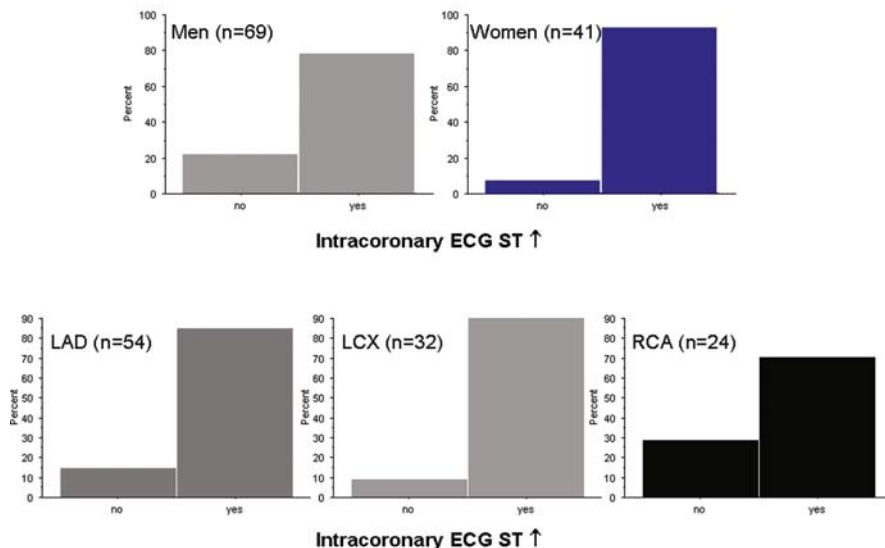 Men (n=69)
Percent
100
80
60
40
20
0
no
yes
Women (n=41)
Percent
100
80
60
40
20
0
no
yes
Intracoronary ECG ST ↑
LAD (n=54)
Percent
90
80
70
60
50
40
30
20
10
0
no
yes
LCX (n=32)
Percent
90
80
70
60
50
40
30
20
10
0
no
yes
RCA (n=24)
Percent
90
80
70
60
50
40
30
20
10
0
no
yes
Intracoronary ECG ST ↑